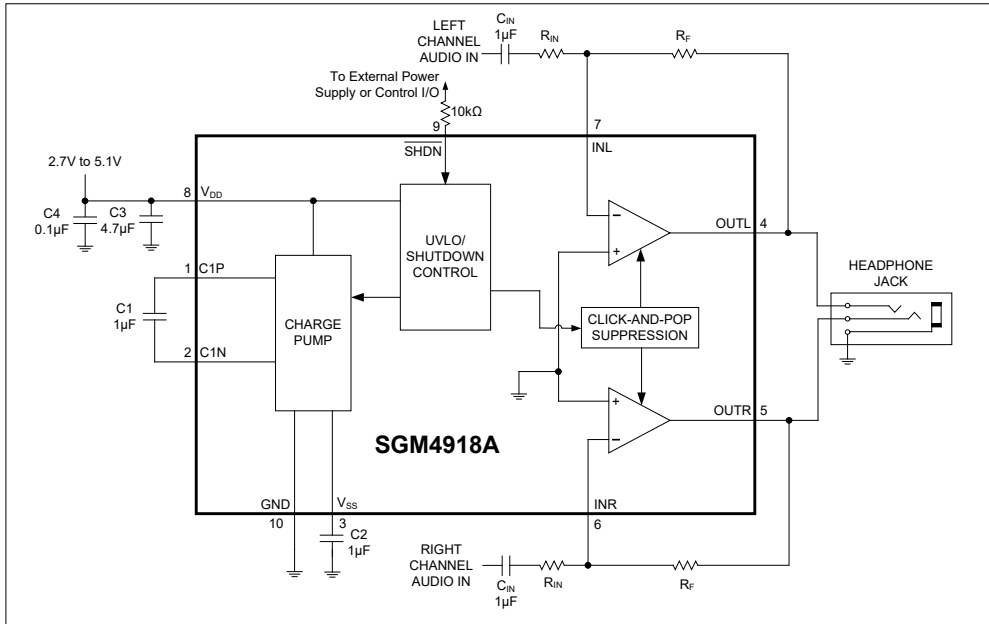 LEFT
CHANNEL
AUDIO IN
CIN
1µF
RIN
RF
To External Power
Supply or Control I/O
10kΩ
9
7
SHDN
INL
2.7V to 5.1V
8
VDD
C4
0.1µF
C3
4.7µF
UVLO/
SHUTDOWN
CONTROL
−
+
OUTL
4
HEADPHONE
JACK
1
C1P
C1
1µF
CHARGE
PUMP
CLICK-AND-POP
SUPPRESSION
2
C1N
+
−
OUTR
5
SGM4918A
GND
VSS
INR
10
3
6
C2
1µF
RIGHT
CHANNEL
AUDIO IN
CIN
1µF
RIN
RF